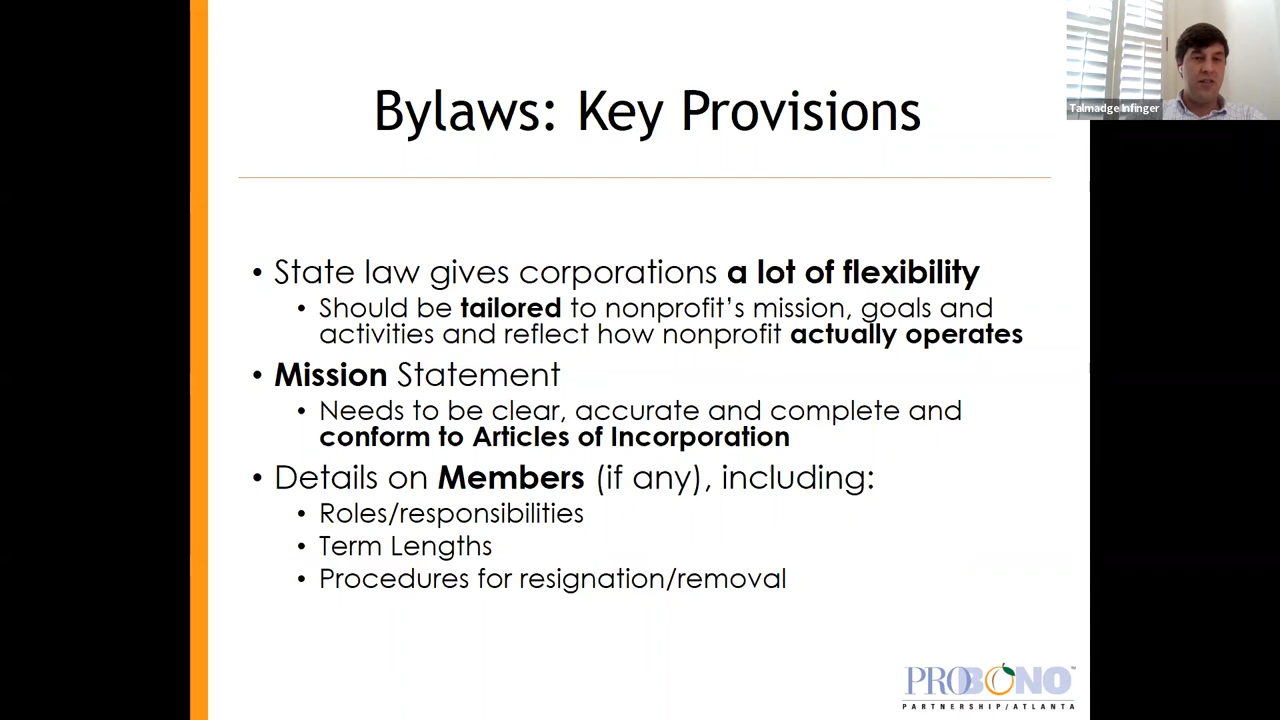 Talmadge Infinger
Bylaws: Key Provisions
• State law gives corporations a lot of flexibility
• Should be tailored to nonprofit’s mission, goals and
activities and reflect how nonprofit actually operates
• Mission Statement
• Needs to be clear, accurate and complete and
conform to Articles of Incorporation
• Details on Members (if any), including:
• Roles/responsibilities
• Term Lengths
• Procedures for resignation/removal
PROBONO™
PARTNERSHIP/ATLANTA